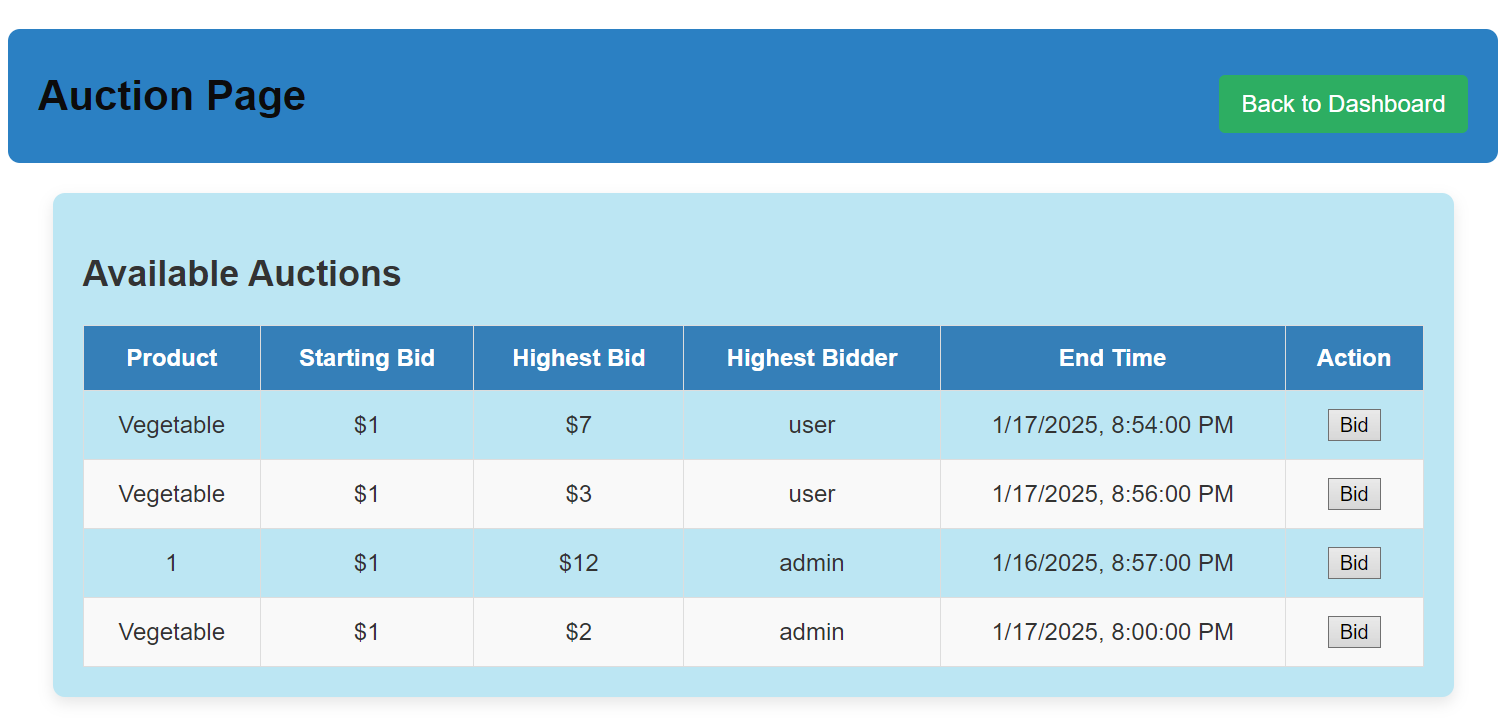 Auction Page
Back to Dashboard
Available Auctions
Product Starting Bid Highest Bid Highest Bidder End Time Action
Vegetable $1 $7 user 1/17/2025, 8:54:00 PM Bid
Vegetable $1 $3 user 1/17/2025, 8:56:00 PM Bid
1 $1 $12 admin 1/16/2025, 8:57:00 PM Bid
Vegetable $1 $2 admin 1/17/2025, 8:00:00 PM Bid